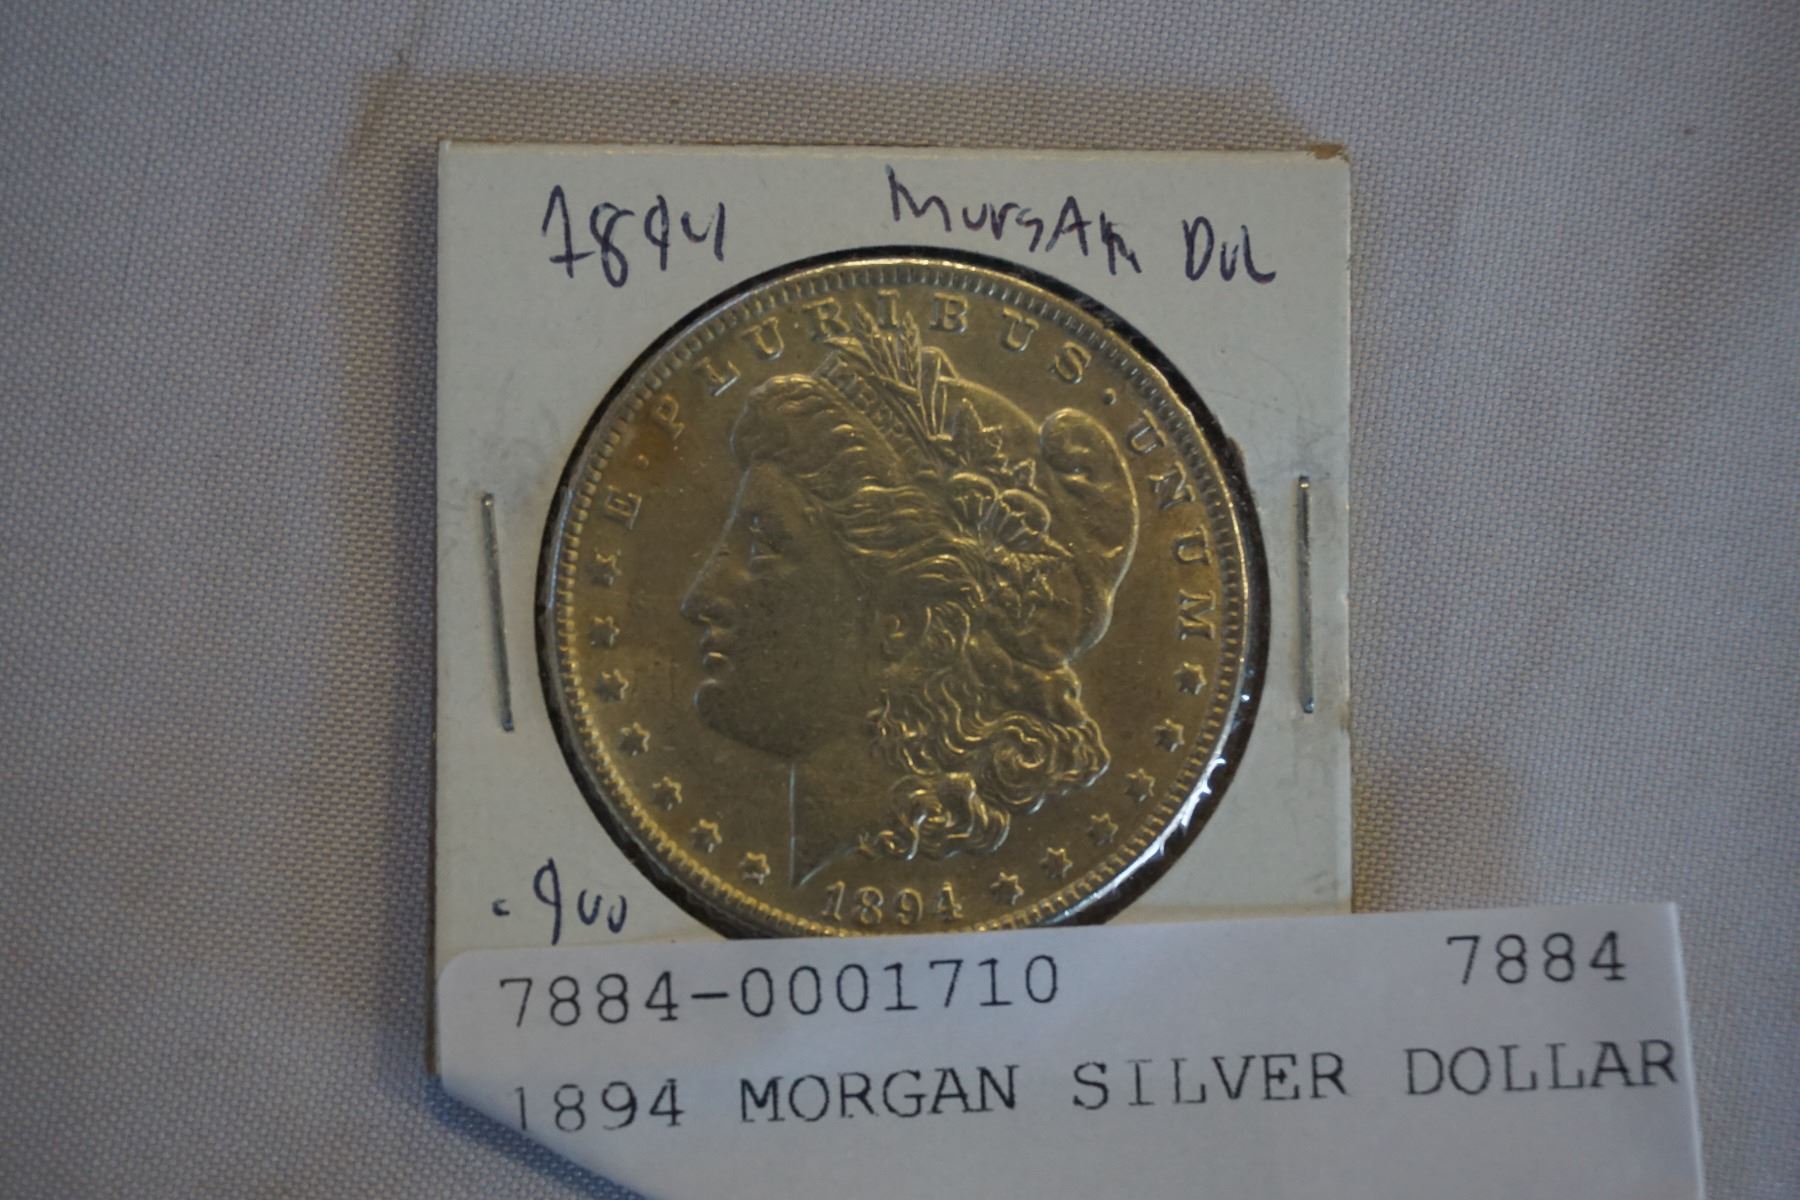 1894 MorgAn Dol
E·PLURIBUS·UNUM
LIBERTY
1894
.900
7884-0001710 7884
1894 MORGAN SILVER DOLLAR